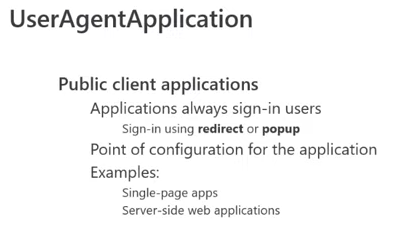 UserAgentApplication
Public client applications
Applications always sign-in users
Sign-in using redirect or popup
Point of configuration for the application
Examples:
Single-page apps
Server-side web applications